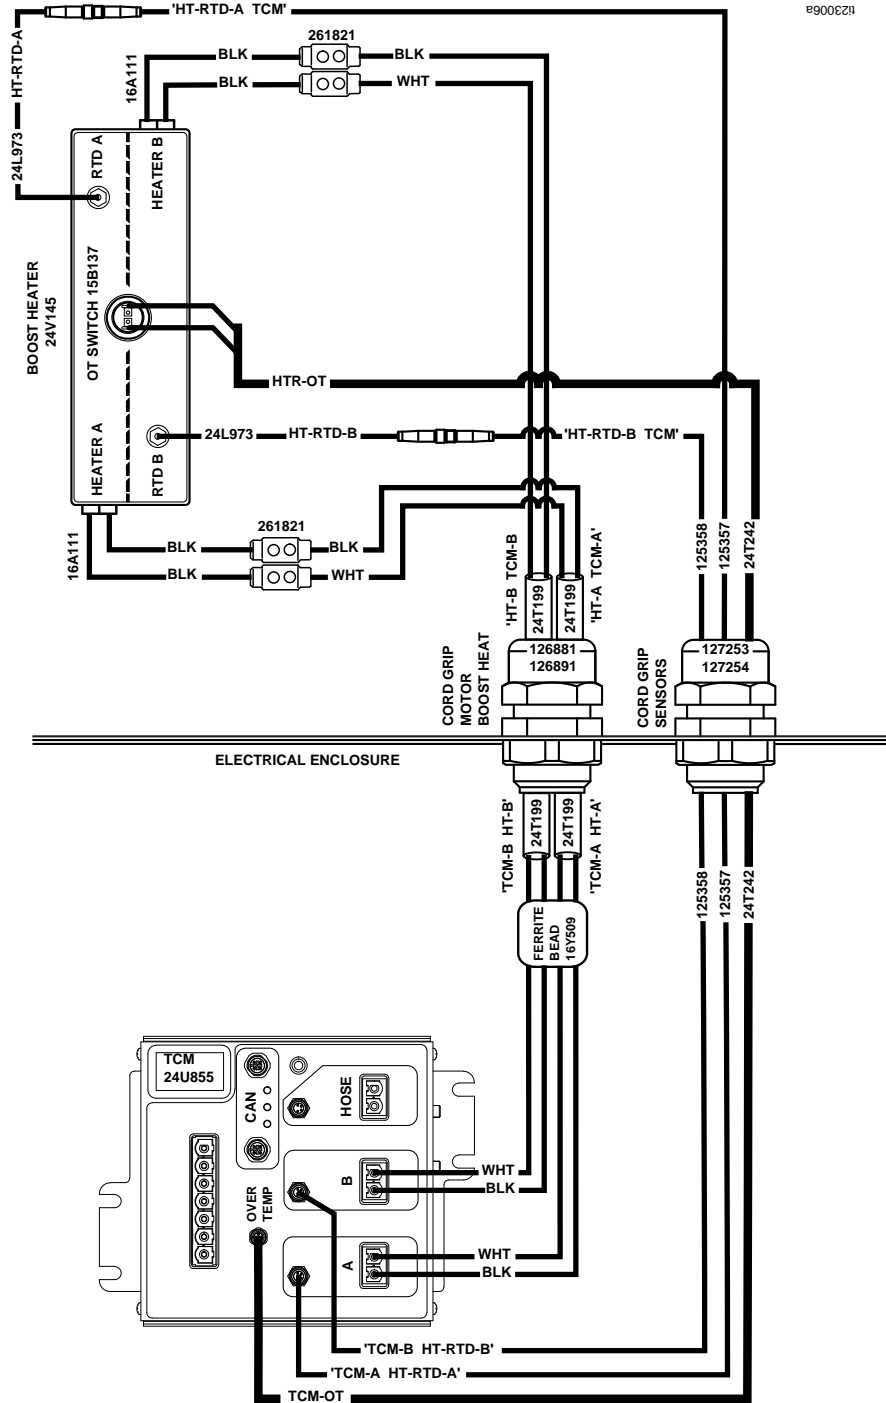 'HT-RTD-A TCM'
ti23006a
HT-RTD-A
24L973
16A111
BLK
261821
BLK
BLK
WHT
RTD A
HEATER B
BOOST HEATER
24V145
OT SWITCH 15B137
HTR-OT
HEATER A
RTD B
24L973
HT-RTD-B
'HT-RTD-B TCM'
16A111
BLK
261821
BLK
BLK
WHT
'HT-B TCM-B
24T199
24T199
'HT-A TCM-A'
125358
125357
24T242
CORD GRIP
MOTOR
BOOST HEAT
126881
126891
CORD GRIP
SENSORS
127253
127254
ELECTRICAL ENCLOSURE
'TCM-B HT-B'
24T199
24T199
'TCM-A HT-A'
125358
125357
24T242
FERRITE
BEAD
16Y509
TCM
24U855
CAN
HOSE
B
WHT
BLK
OVER
TEMP
A
WHT
BLK
'TCM-B HT-RTD-B'
'TCM-A HT-RTD-A'
TCM-OT